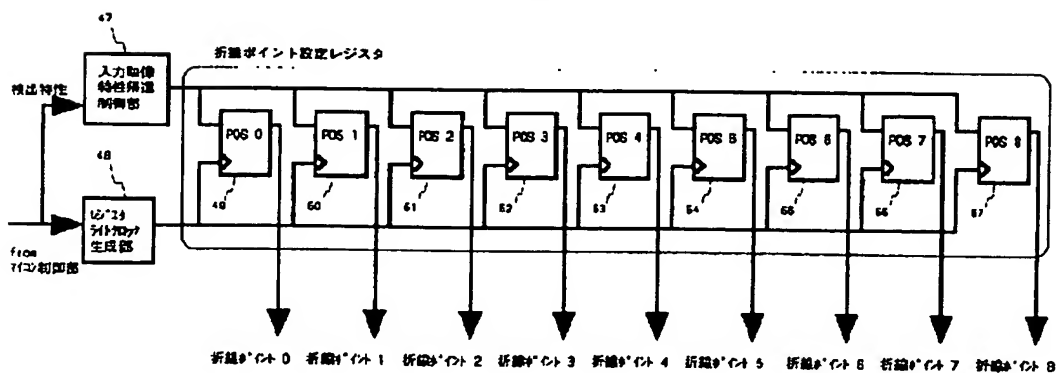 47
折線ポイント設定レジスタ
入力映像
特性帰還
制御部
検出特性
POS 0
POS 1
POS 2
POS 3
POS 4
POS 5
POS 6
POS 7
POS 8
48
49
50
51
52
53
54
55
56
57
レジスタ
ライトクロック
生成部
from
マイコン制御部
折線ポイント 0
折線ポイント 1
折線ポイント 2
折線ポイント 3
折線ポイント 4
折線ポイント 5
折線ポイント 6
折線ポイント 7
折線ポイント 8